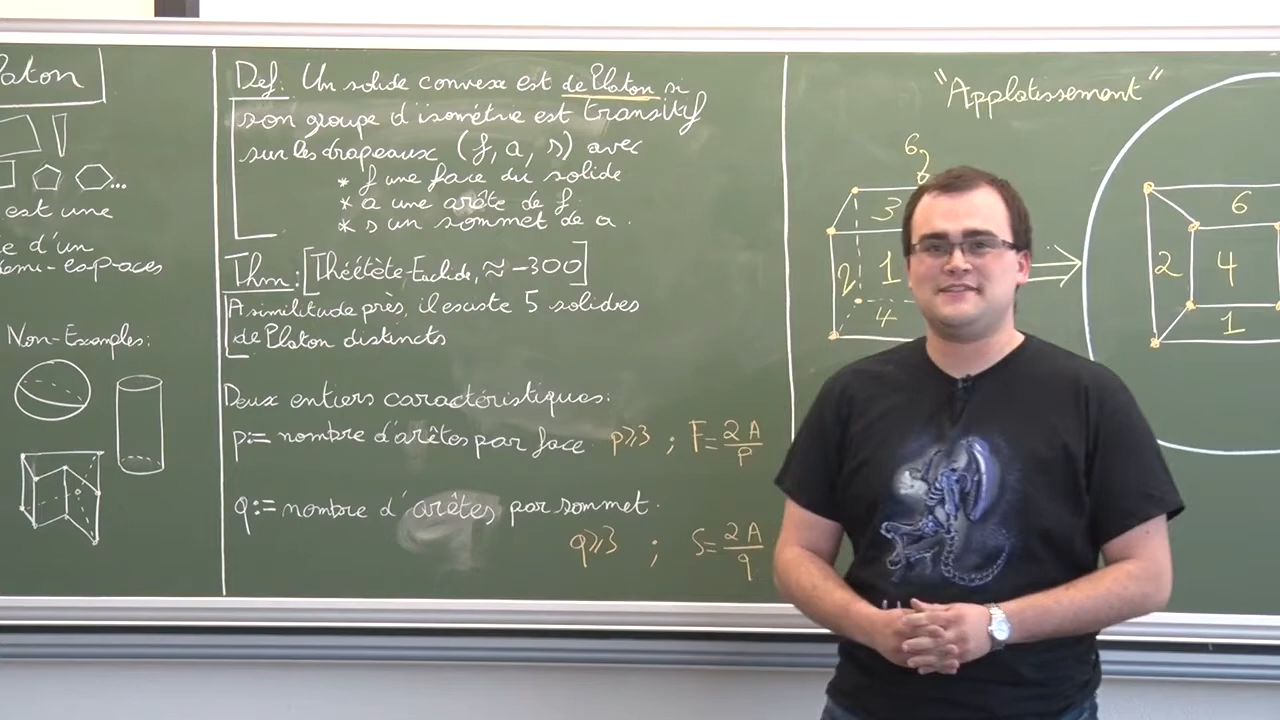 Platon
est une
d'un
demi-espaces
Non-Examples:
Def: Un solide convexe est de Platon si
son groupe d'isométrie est transitif
sur les drapeaux (f, a, s) avec
* f une face du solide
* a une arête de f
* s un sommet de a.
Thm: [Théétète-Euclide, ≈ -300]
A similitude près, il existe 5 solides
de Platon distincts
Deux entiers caractéristiques:
p:= nombre d'arêtes par face p⩾3 ; F=2A/p
q:= nombre d'arêtes par sommet.
q⩾3 ; S=2A/q
"Applatissement"
6
3
2 1
4
⇒
6
2 4
1